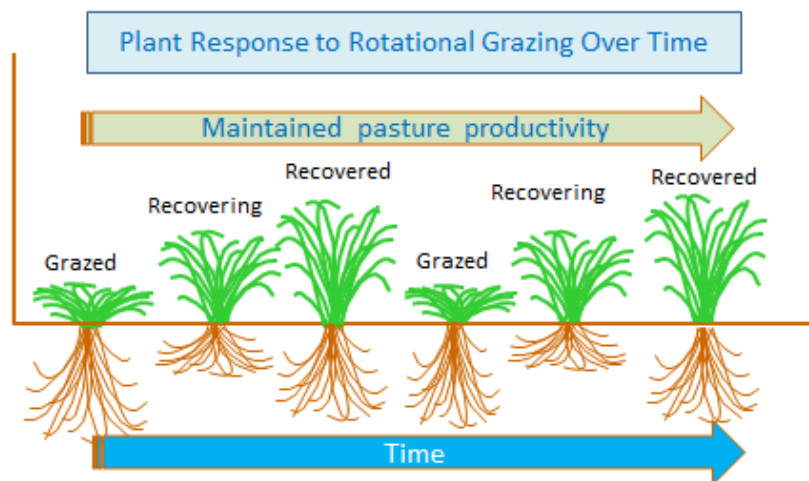 Plant Response to Rotational Grazing Over Time
Maintained pasture productivity
Grazed
Recovering
Recovered
Grazed
Recovering
Recovered
Time